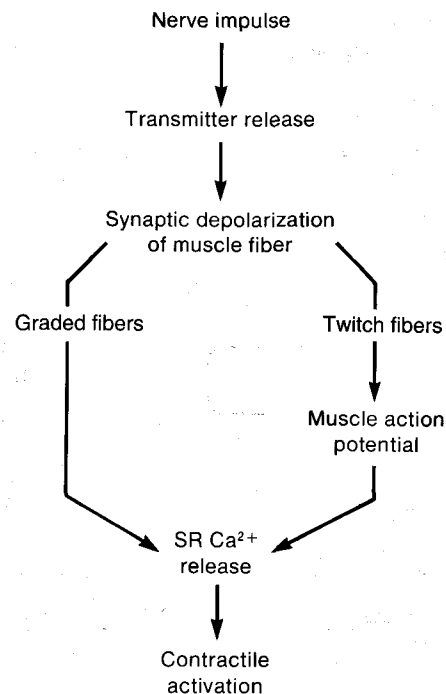 Nerve impulse
Transmitter release
Synaptic depolarization
of muscle fiber
Graded fibers
Twitch fibers
Muscle action
potential
SR Ca²⁺
release
Contractile
activation